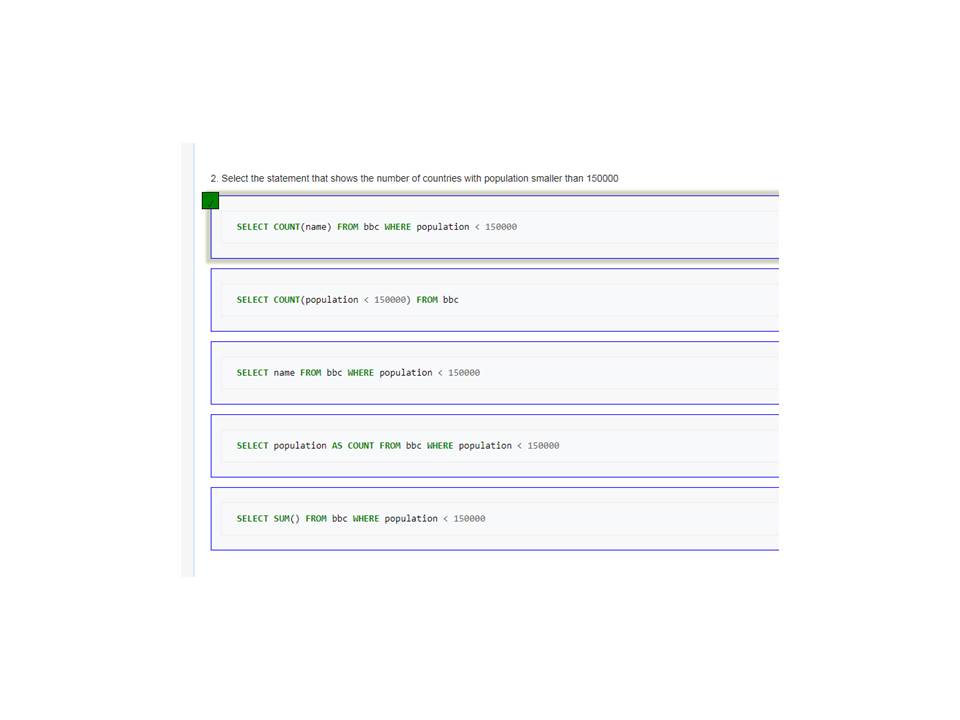 2. Select the statement that shows the number of countries with population smaller than 150000
SELECT COUNT(name) FROM bbc WHERE population < 150000
SELECT COUNT(population < 150000) FROM bbc
SELECT name FROM bbc WHERE population < 150000
SELECT population AS COUNT FROM bbc WHERE population < 150000
SELECT SUM() FROM bbc WHERE population < 150000